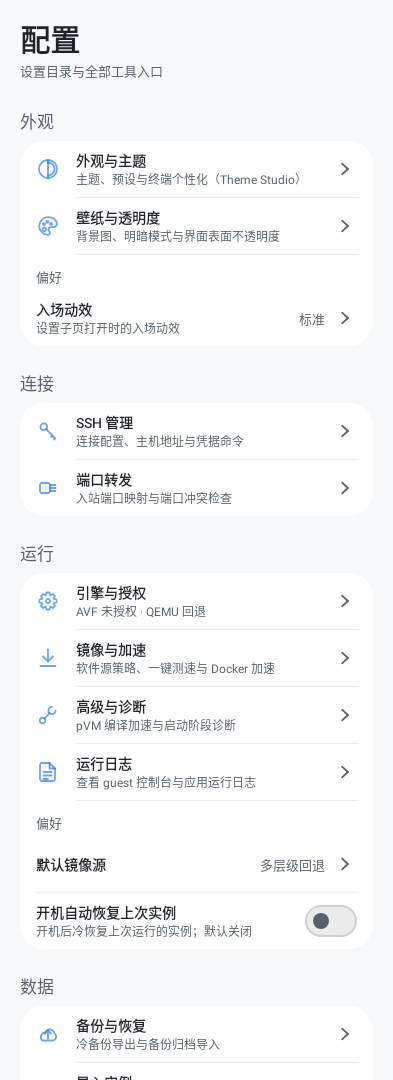 配置
设置目录与全部工具入口
外观
外观与主题
主题、预设与终端个性化（Theme Studio）
壁纸与透明度
背景图、明暗模式与界面表面不透明度
偏好
入场动效
设置子页打开时的入场动效
标准
连接
SSH 管理
连接配置、主机地址与凭据命令
端口转发
入站端口映射与端口冲突检查
运行
引擎与授权
AVF 未授权 · QEMU 回退
镜像与加速
软件源策略、一键测速与 Docker 加速
高级与诊断
pVM 编译加速与启动阶段诊断
运行日志
查看 guest 控制台与应用运行日志
偏好
默认镜像源
多层级回退
开机自动恢复上次实例
开机后冷恢复上次运行的实例；默认关闭
数据
备份与恢复
冷备份导出与备份归档导入